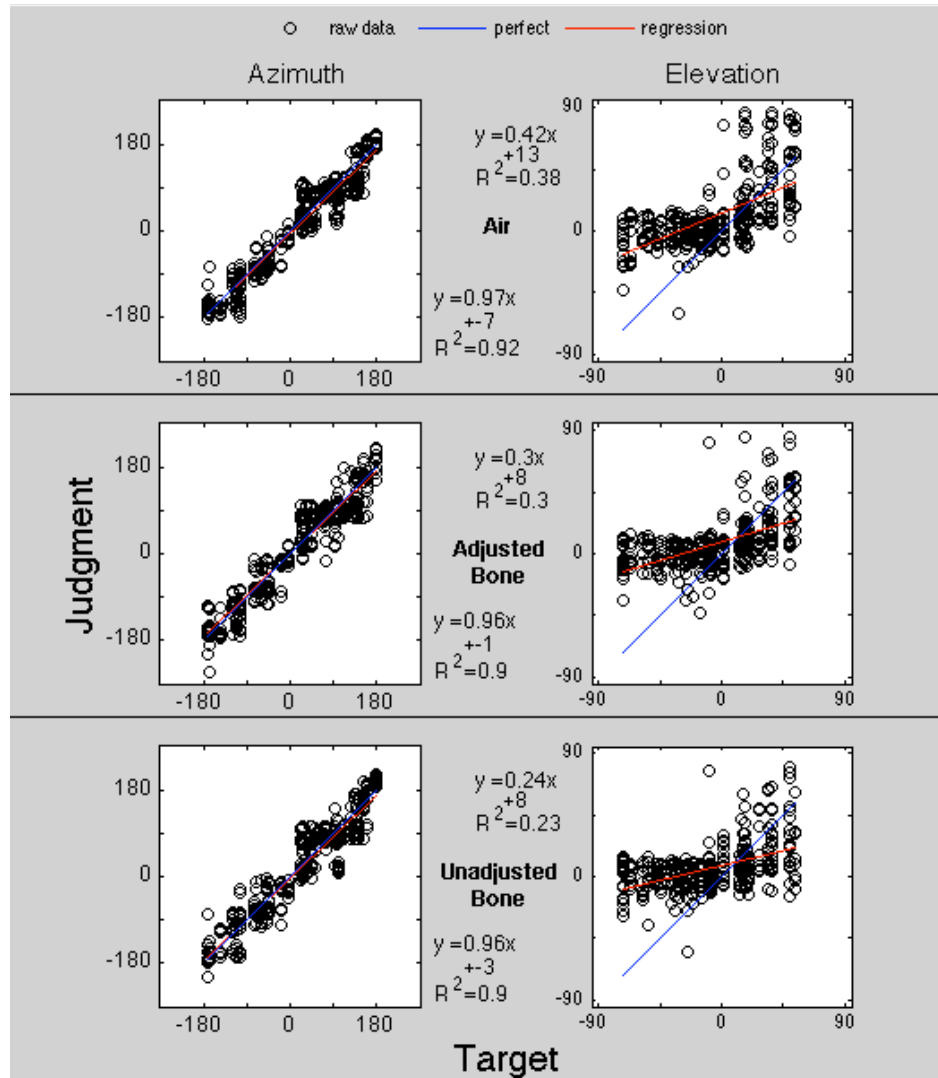 raw data perfect regression
Azimuth Elevation
180
0
-180
-180 0 180
y =0.42x
+13
R²=0.38
Air
y =0.97x
+-7
R²=0.92
90
0
-90
-90 0 90
Judgment
180
0
-180
-180 0 180
y =0.3x
+8
R²=0.3
Adjusted
Bone
y =0.96x
+-1
R²=0.9
90
0
-90
-90 0 90
180
0
-180
-180 0 180
y =0.24x
+8
R²=0.23
Unadjusted
Bone
y =0.96x
+-3
R²=0.9
90
0
-90
-90 0 90
Target